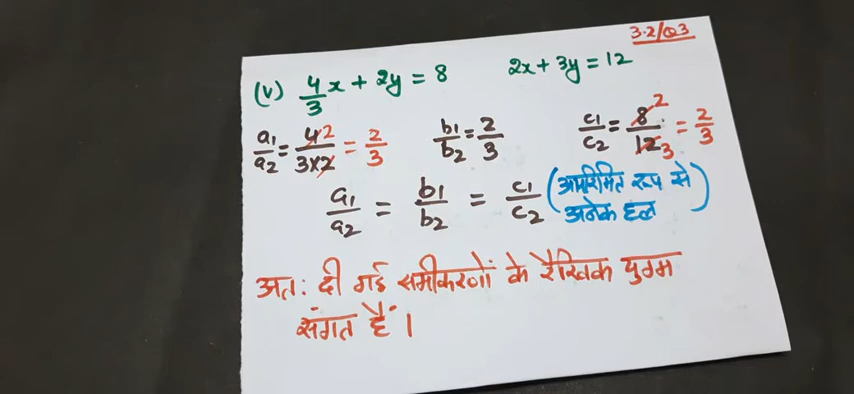 3.2/Q3
(v) 4/3 x + 2y = 8 2x + 3y = 12
a1/a2 = 4 2/3×2 = 2/3 b1/b2 = 2/3 c1/c2 = 8 2/12 3 = 2/3
a1/a2 = b1/b2 = c1/c2 (अपरिमित रूप से अनेक हल)
अत: दी गई समीकरणों के रैखिक युग्म
संगत हैं।